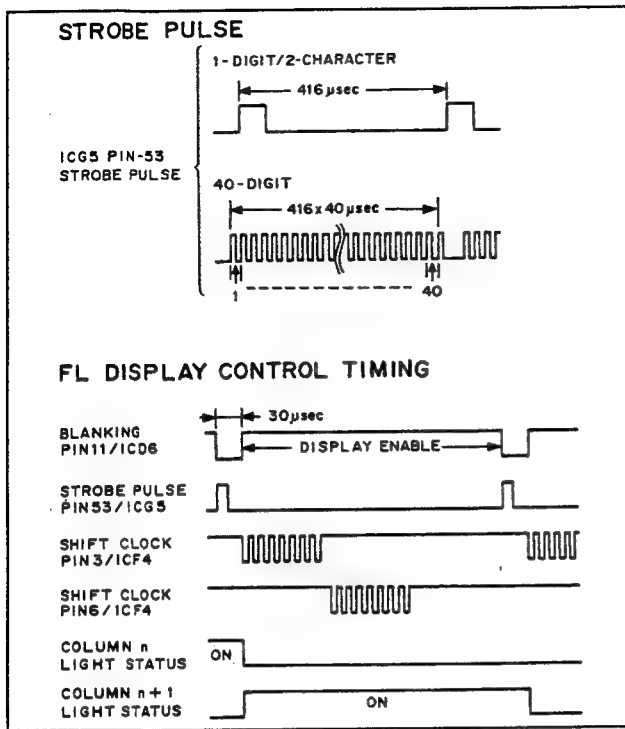 STROBE PULSE
1-DIGIT/2-CHARACTER
416μsec
ICG5 PIN-53
STROBE PULSE
40-DIGIT
416x40μsec
1
40
FL DISPLAY CONTROL TIMING
30μsec
BLANKING
PIN11/ICD6
DISPLAY ENABLE
STROBE PULSE
PIN53/ICG5
SHIFT CLOCK
PIN3/ICF4
SHIFT CLOCK
PIN6/ICF4
COLUMN n
LIGHT STATUS
ON
COLUMN n+1
LIGHT STATUS
ON